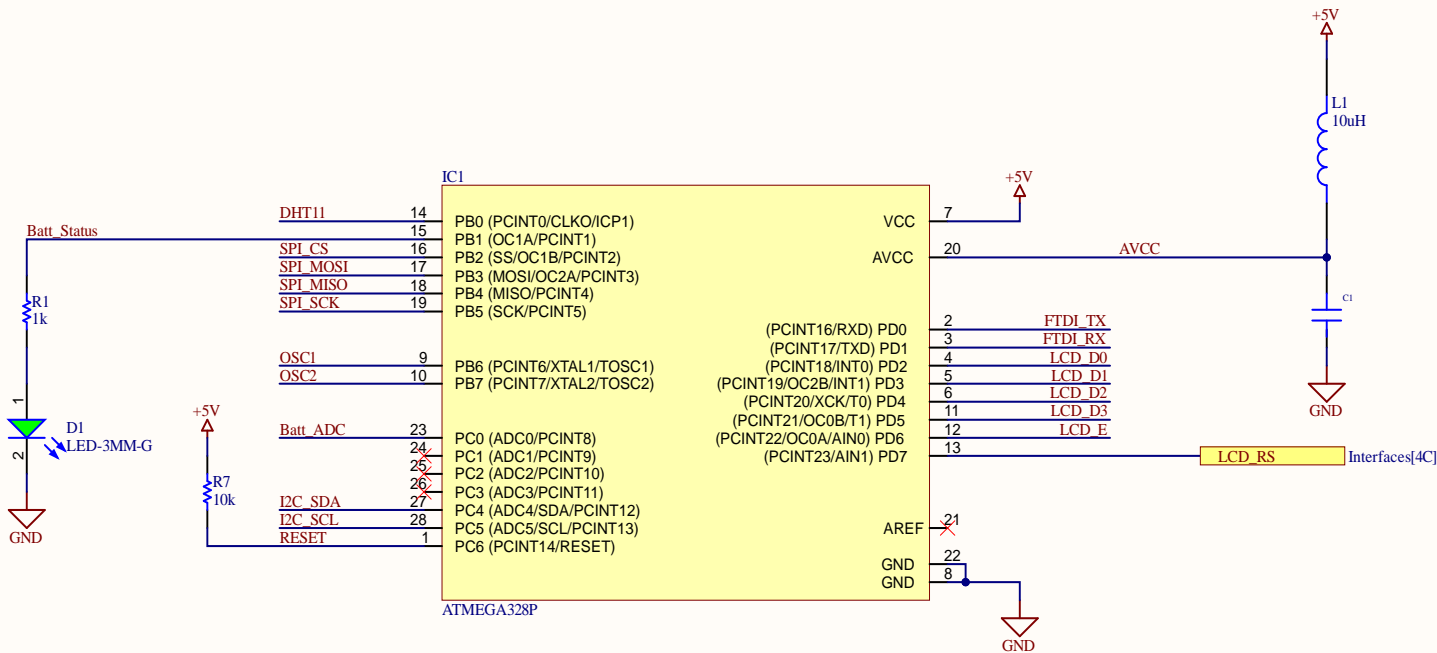 +5V
L1
10uH
IC1
+5V
DHT11 14 PB0 (PCINT0/CLKO/ICP1)
VCC 7
Batt_Status 15 PB1 (OC1A/PCINT1)
SPI_CS 16 PB2 (SS/OC1B/PCINT2)
AVCC 20 AVCC
SPI_MOSI 17 PB3 (MOSI/OC2A/PCINT3)
SPI_MISO 18 PB4 (MISO/PCINT4)
SPI_SCK 19 PB5 (SCK/PCINT5)
R1
1k
C1
(PCINT16/RXD) PD0 2 FTDI_TX
(PCINT17/TXD) PD1 3 FTDI_RX
OSC1 9 PB6 (PCINT6/XTAL1/TOSC1)
(PCINT18/INT0) PD2 4 LCD_D0
OSC2 10 PB7 (PCINT7/XTAL2/TOSC2)
(PCINT19/OC2B/INT1) PD3 5 LCD_D1
(PCINT20/XCK/T0) PD4 6 LCD_D2
(PCINT21/OC0B/T1) PD5 11 LCD_D3
GND
1
D1
LED-3MM-G
2
+5V
Batt_ADC 23 PC0 (ADC0/PCINT8)
(PCINT22/OC0A/AIN0) PD6 12 LCD_E
24 PC1 (ADC1/PCINT9)
(PCINT23/AIN1) PD7 13 LCD_RS Interfaces[4C]
25 PC2 (ADC2/PCINT10)
26 PC3 (ADC3/PCINT11)
R7
10k
I2C_SDA 27 PC4 (ADC4/SDA/PCINT12)
I2C_SCL 28 PC5 (ADC5/SCL/PCINT13)
AREF 21
RESET 1 PC6 (PCINT14/RESET)
GND
GND 22
GND 8
ATMEGA328P
GND